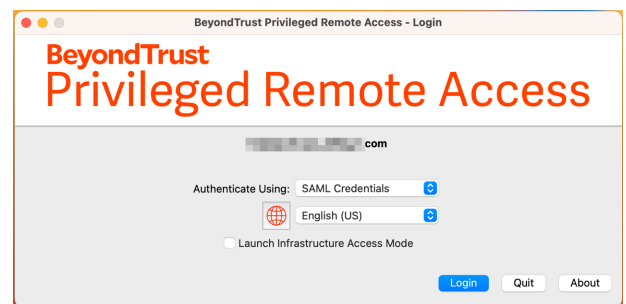 BeyondTrust Privileged Remote Access - Login
BeyondTrust
Privileged Remote Access
com
Authenticate Using: SAML Credentials
English (US)
Launch Infrastructure Access Mode
Login Quit About